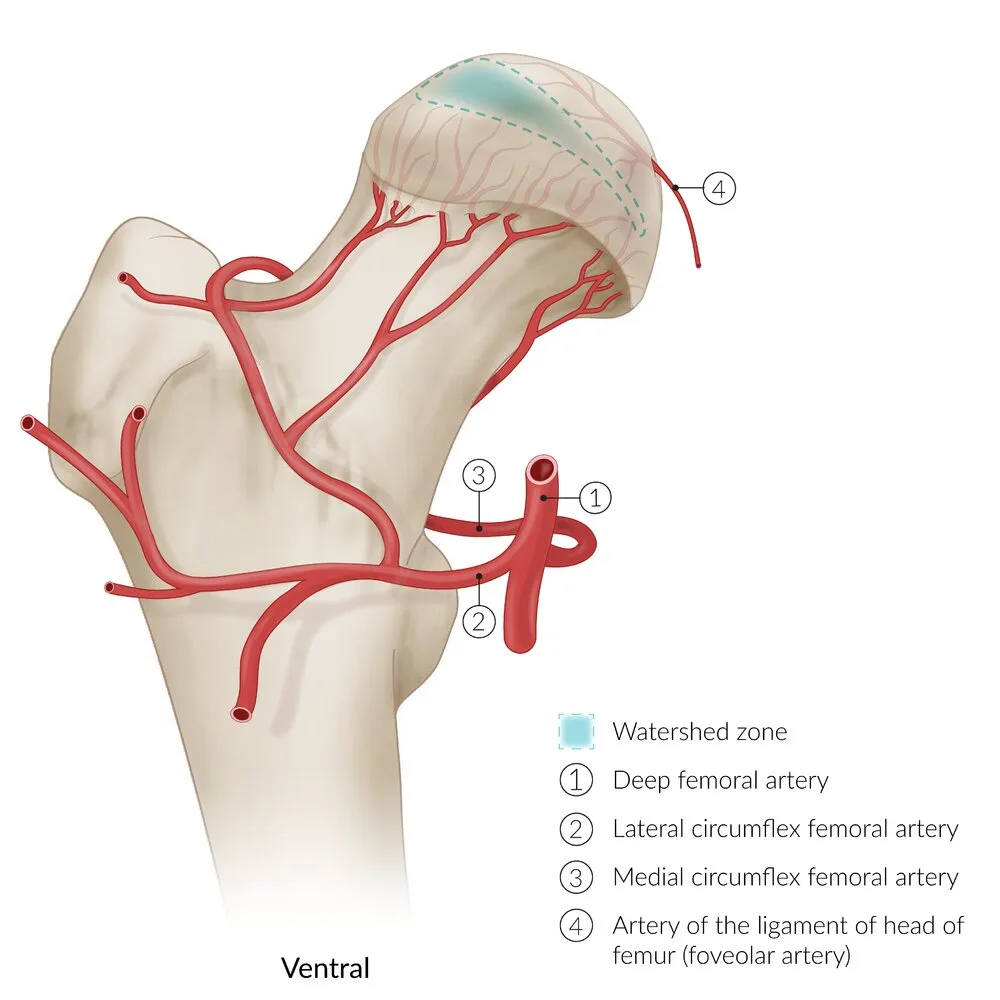 4
3
1
2
Watershed zone
1 Deep femoral artery
2 Lateral circumflex femoral artery
3 Medial circumflex femoral artery
4 Artery of the ligament of head of
femur (foveolar artery)
Ventral